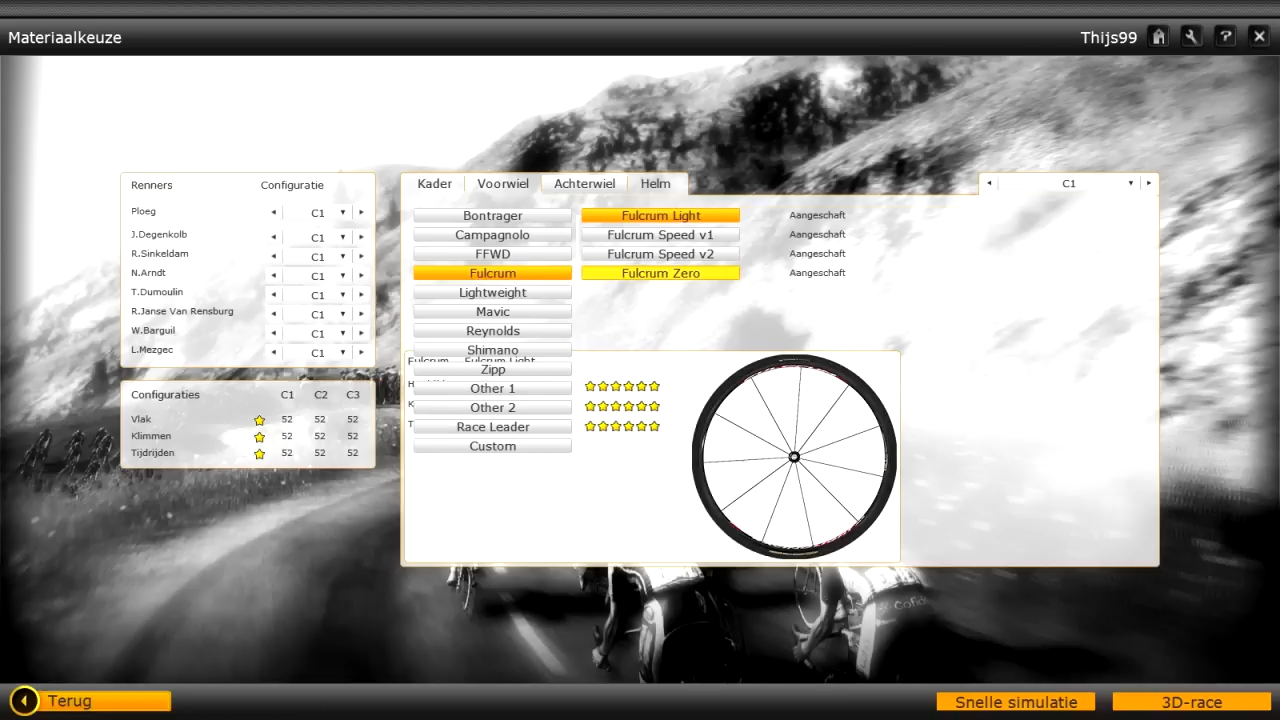 Materiaalkeuze
Thijs99
Renners Configuratie
Ploeg C1
J.Degenkolb C1
R.Sinkeldam C1
N.Arndt C1
T.Dumoulin C1
R.Janse Van Rensburg C1
W.Barguil C1
L.Mezgec C1
Configuraties C1 C2 C3
Vlak 52 52 52
Klimmen 52 52 52
Tijdrijden 52 52 52
Kader Voorwiel Achterwiel Helm
C1
Bontrager Fulcrum Light Aangeschaft
Campagnolo Fulcrum Speed v1 Aangeschaft
FFWD Fulcrum Speed v2 Aangeschaft
Fulcrum Fulcrum Zero Aangeschaft
Lightweight
Mavic
Reynolds
Shimano
Fulcrum Fulcrum Light
Zipp
Other 1
Other 2
Race Leader
Custom
Terug
Snelle simulatie
3D-race